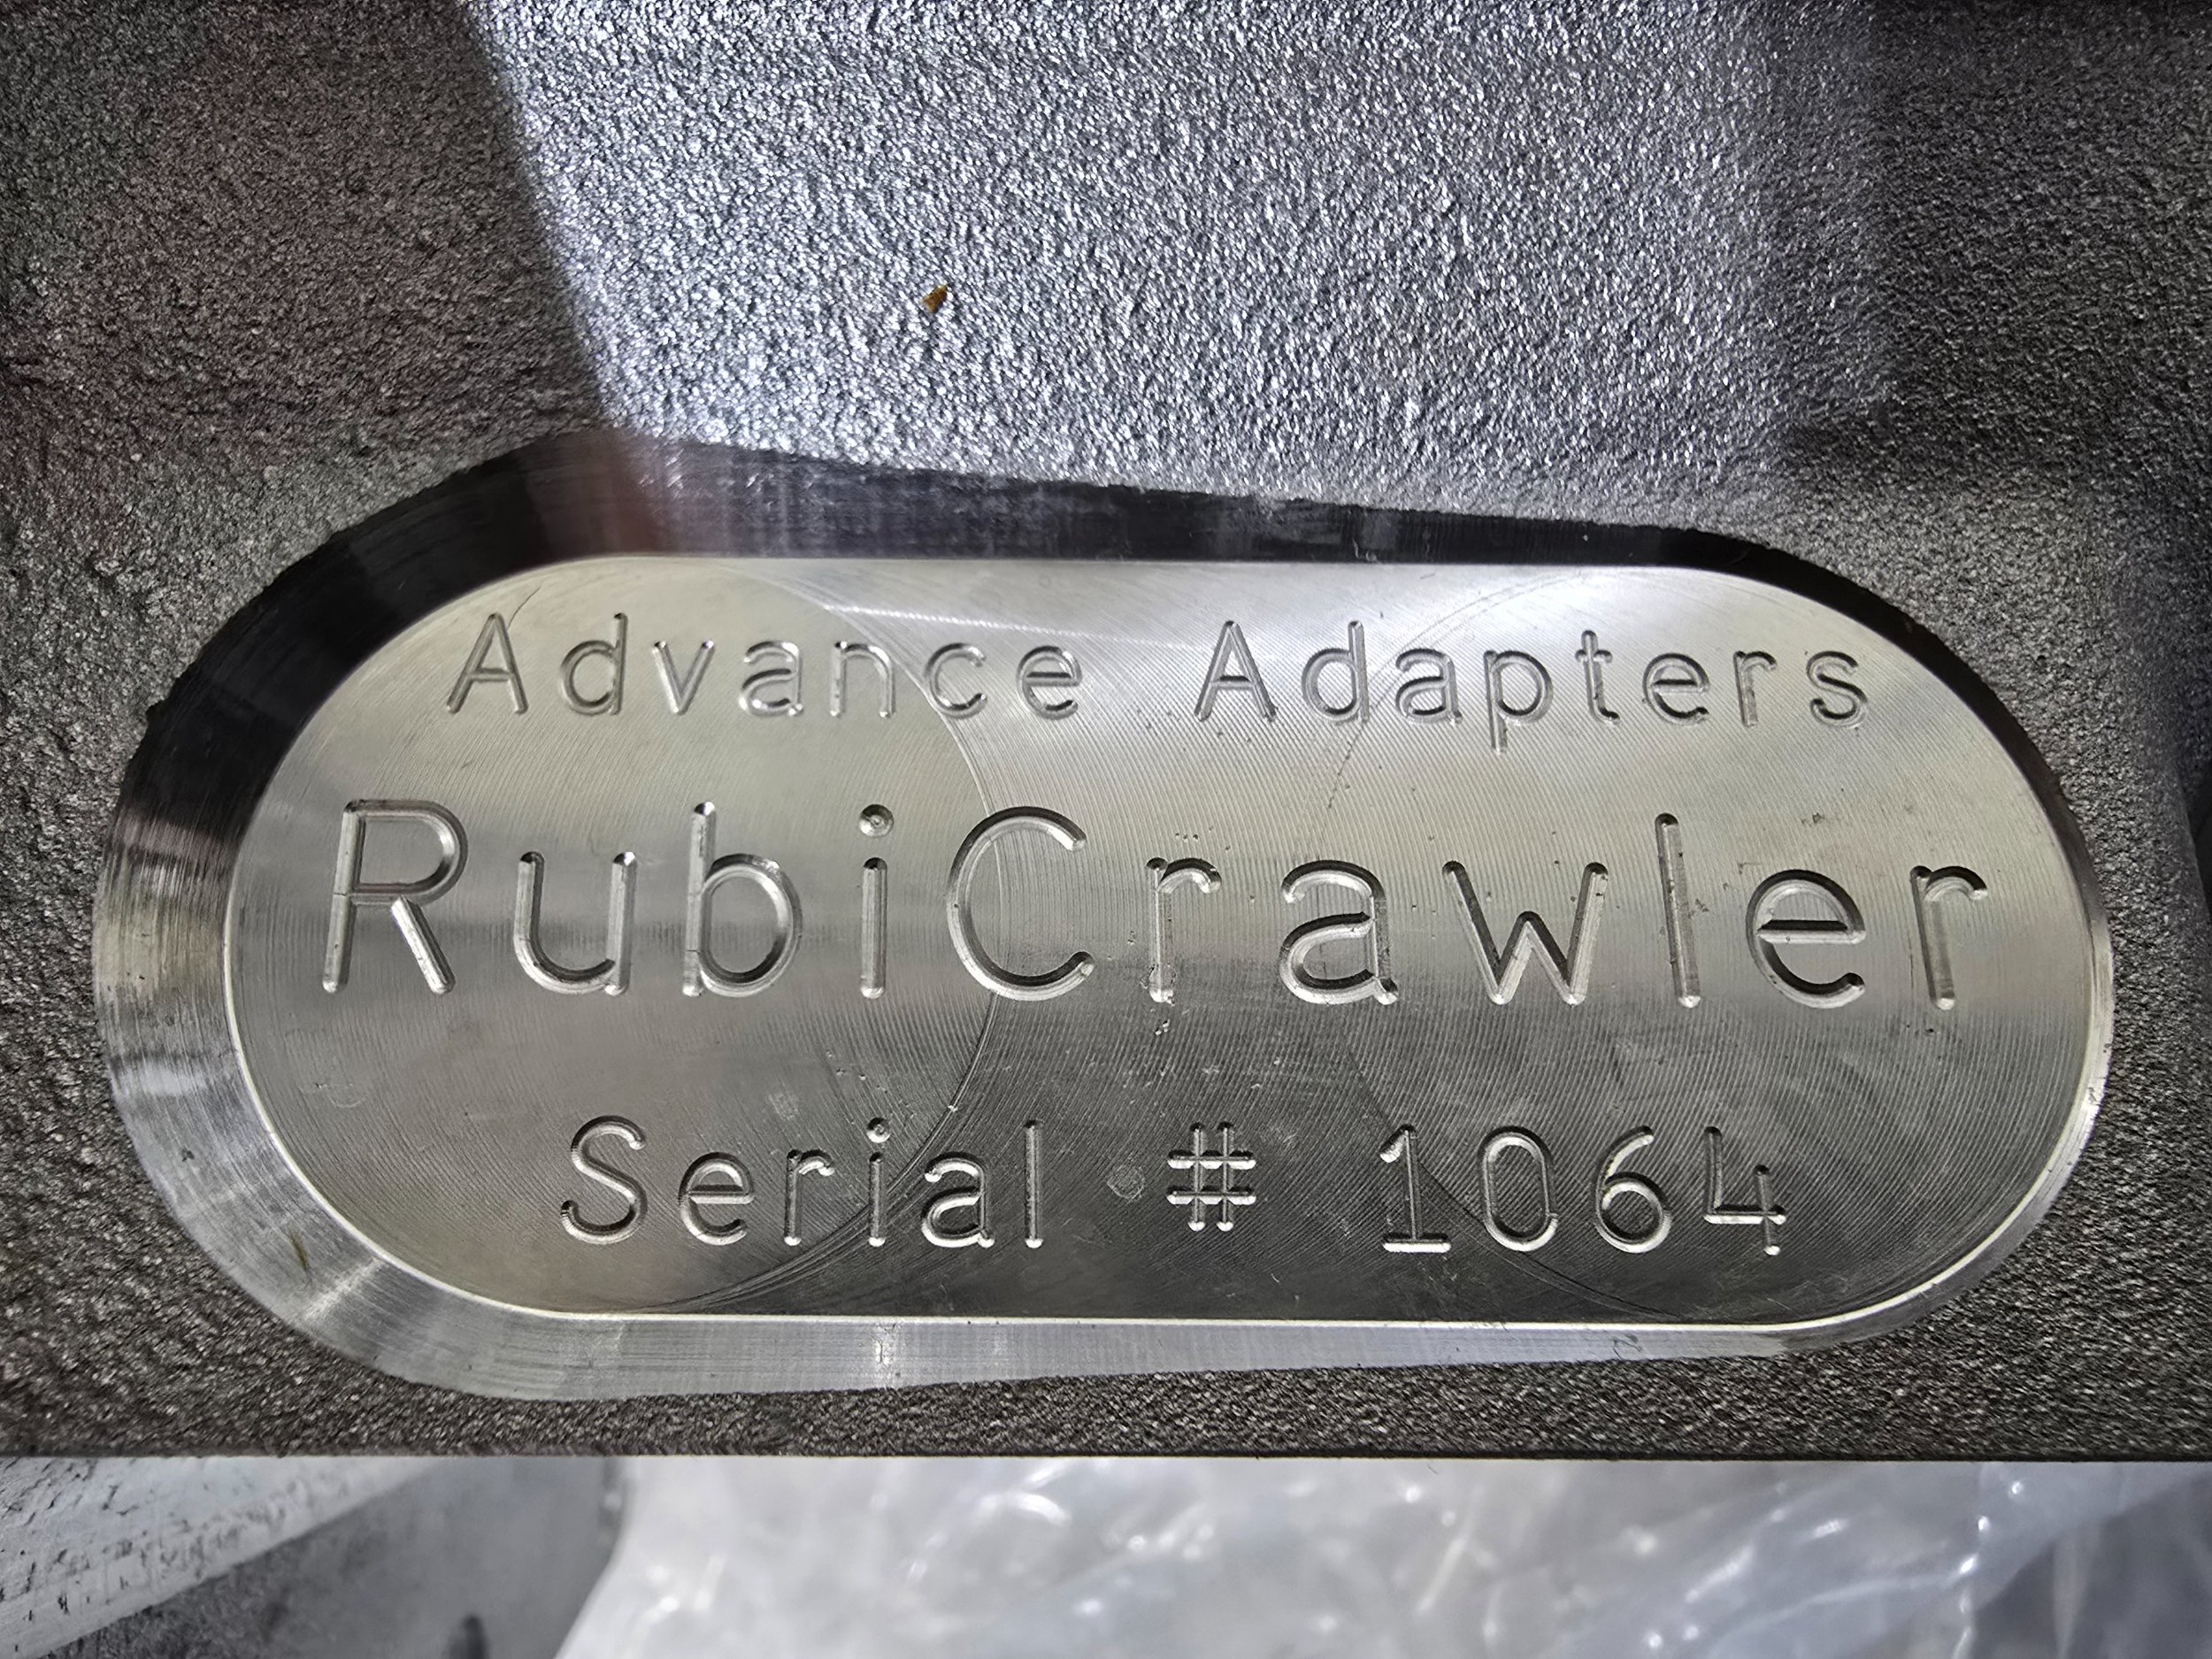 Advance Adapters
RubiCrawler
Serial # 1064